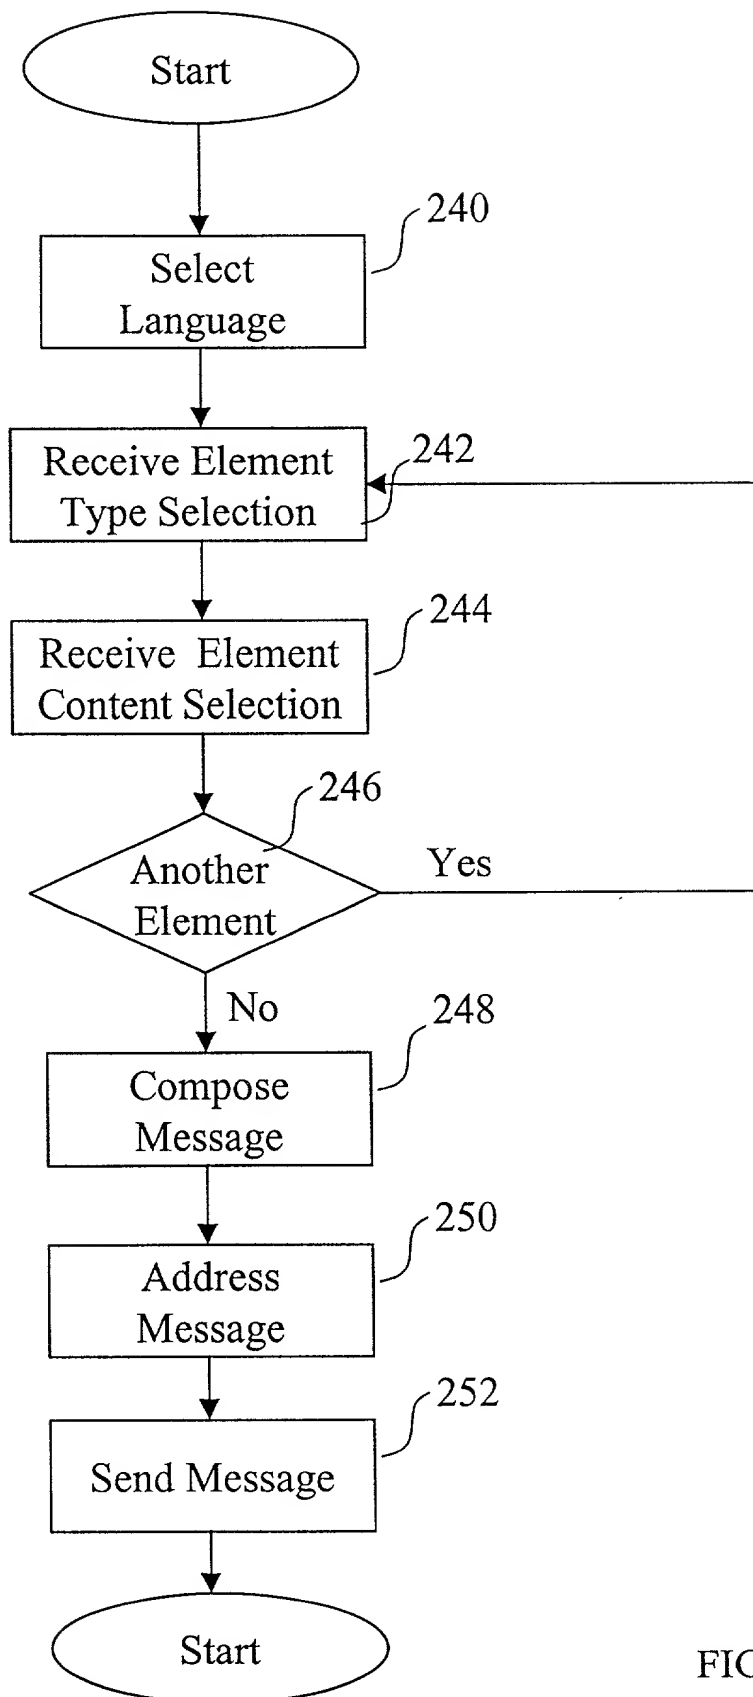 Start
240
Select
Language
242
Receive Element
Type Selection
244
Receive Element
Content Selection
246
Another
Element
Yes
No
248
Compose
Message
250
Address
Message
252
Send Message
Start
FIG